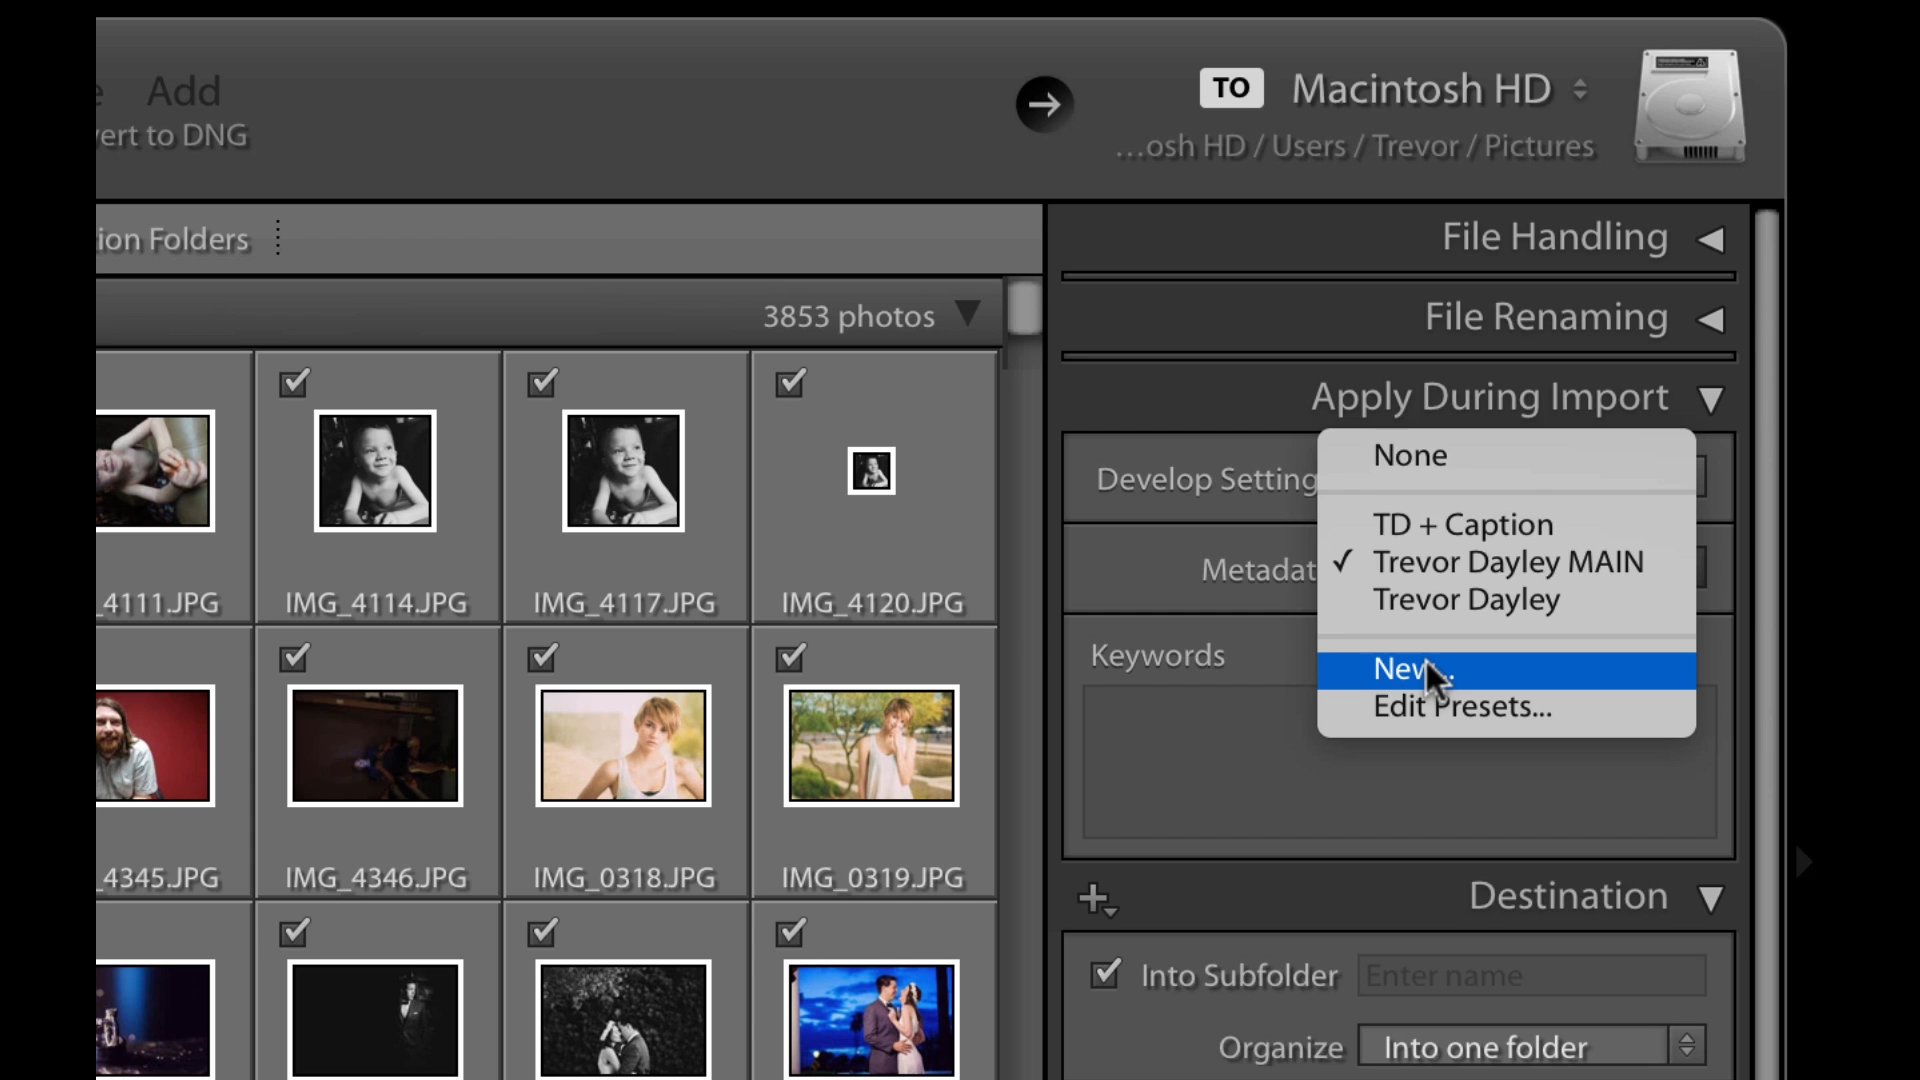 e Add
vert to DNG
TO Macintosh HD
...osh HD / Users / Trevor / Pictures
ion Folders
3853 photos
File Handling
File Renaming
Apply During Import
Develop Setting
Metadat
Keywords
None
TD + Caption
✓ Trevor Dayley MAIN
Trevor Dayley
New...
Edit Presets...
_4111.JPG IMG_4114.JPG IMG_4117.JPG IMG_4120.JPG
_4345.JPG IMG_4346.JPG IMG_0318.JPG IMG_0319.JPG
Destination
Into Subfolder Enter name
Organize Into one folder